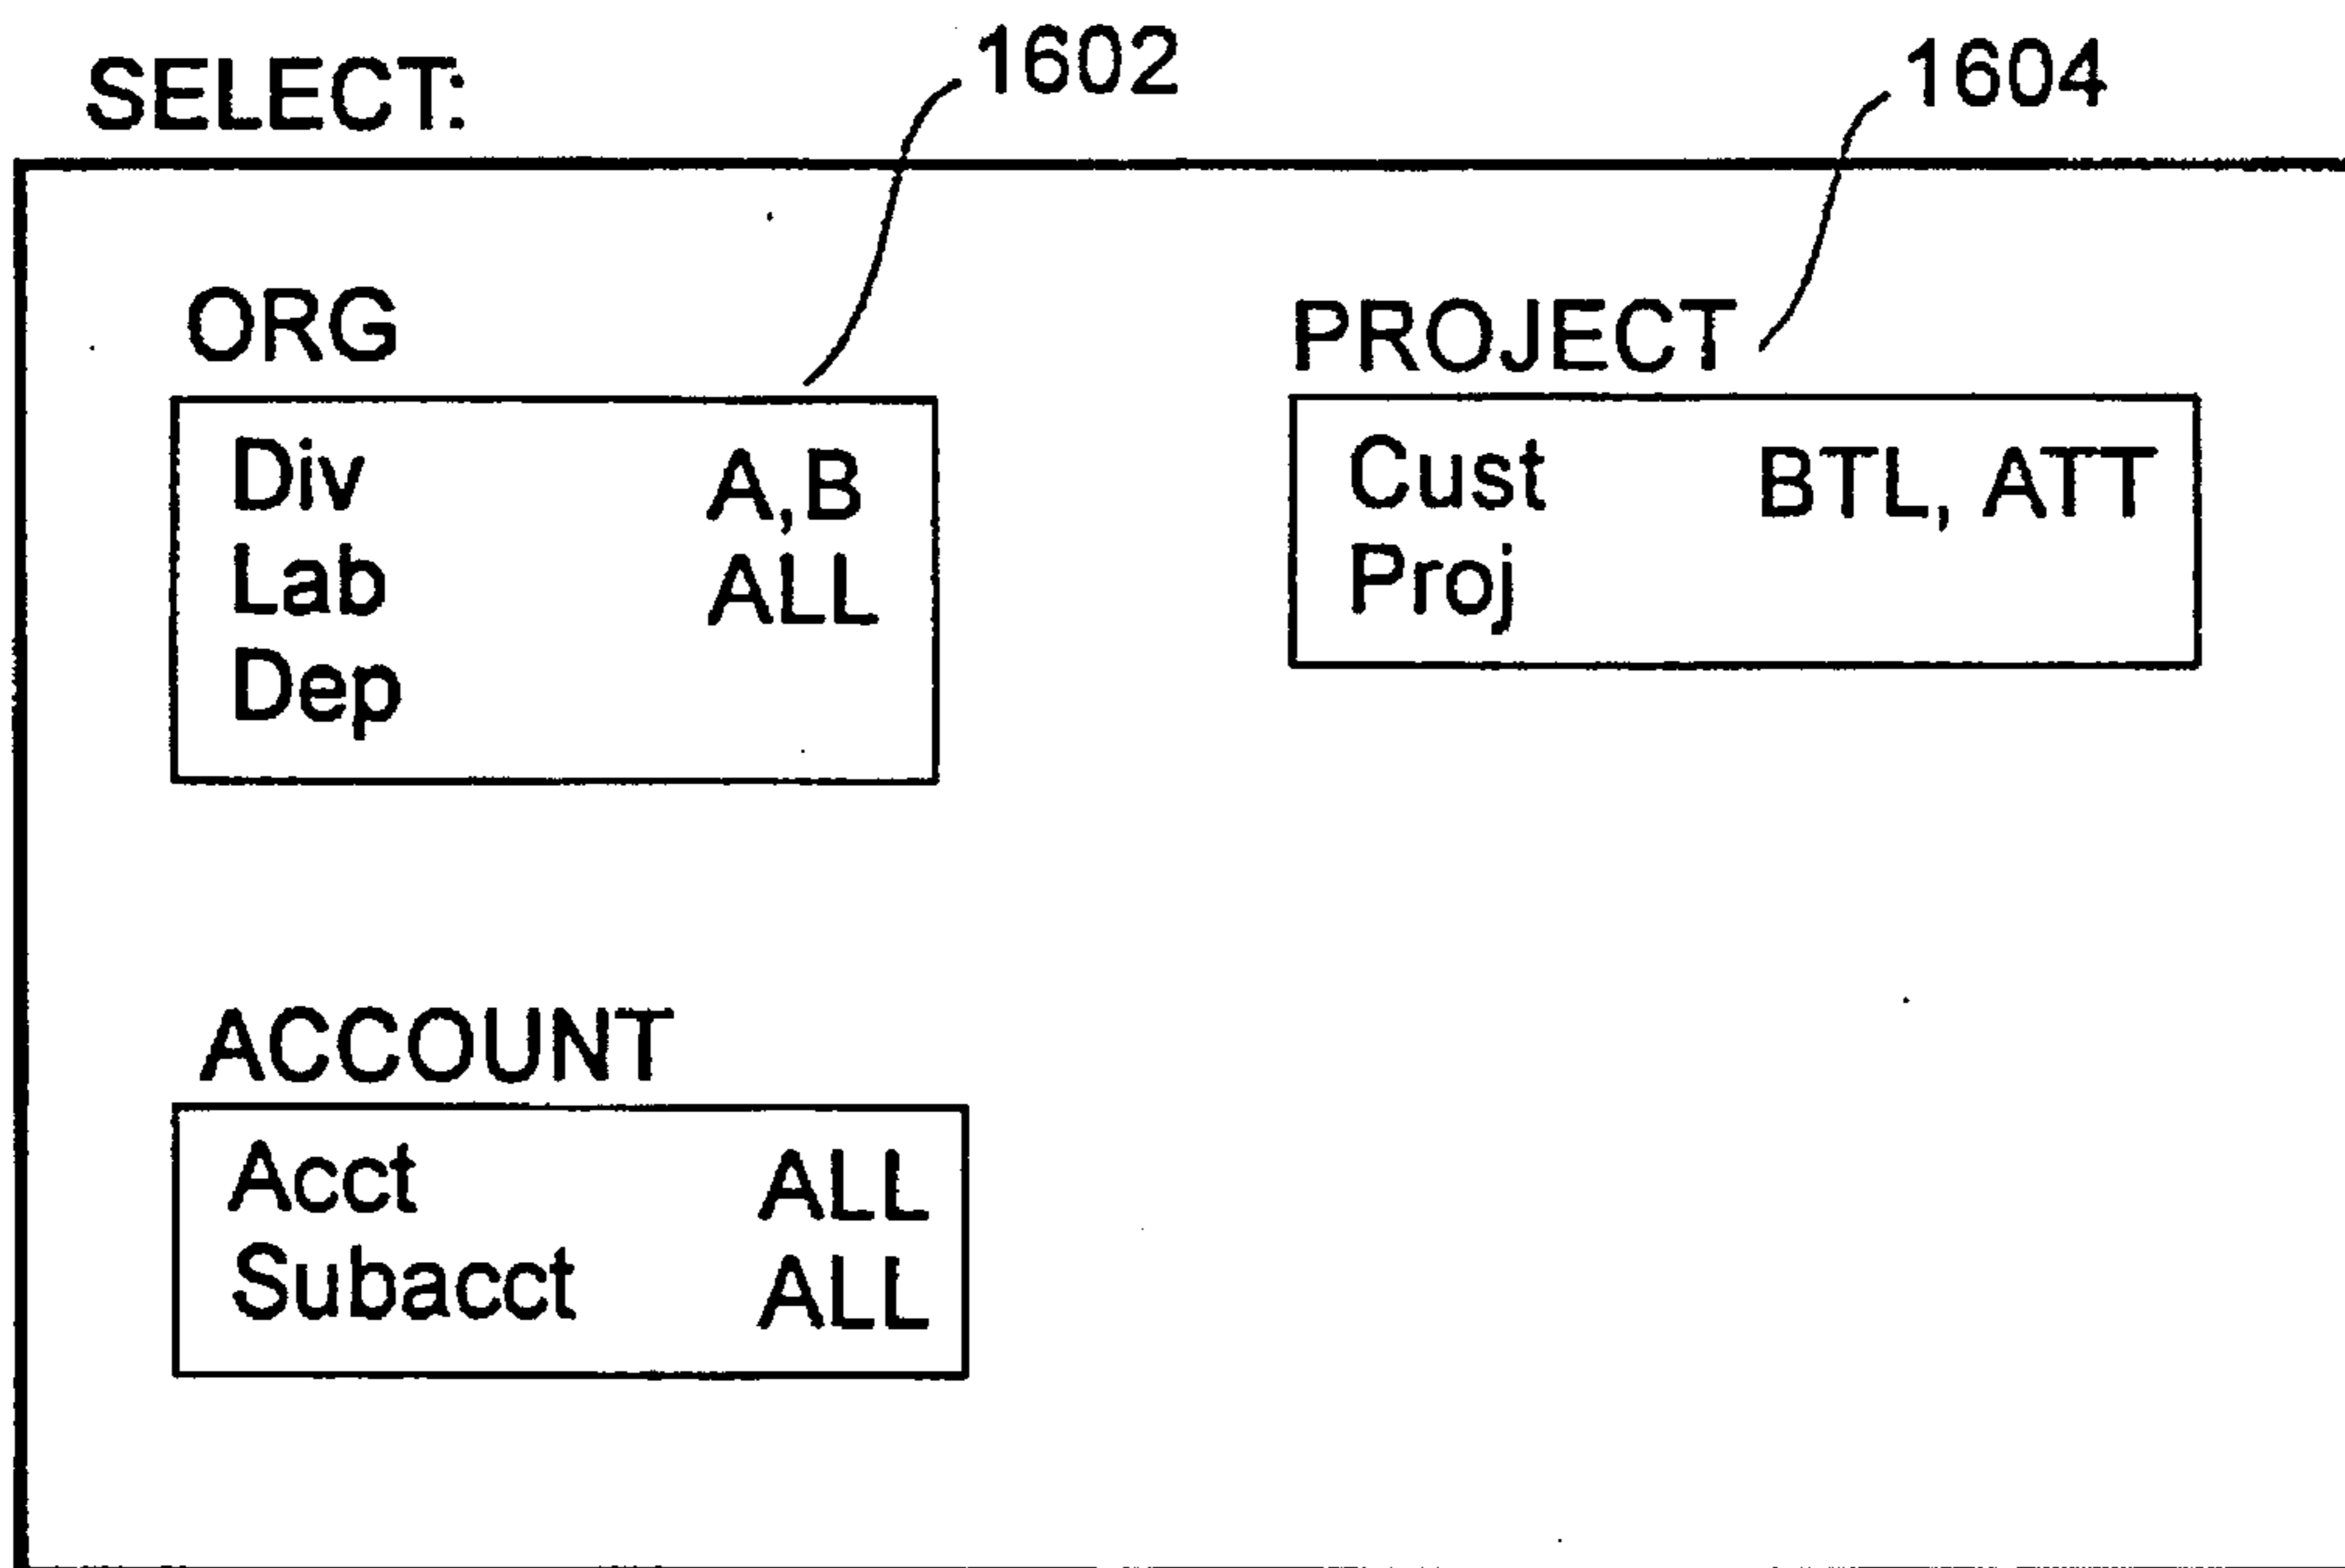 SELECT:
1602
1604
ORG
Div A,B
Lab ALL
Dep
PROJECT
Cust BTL, ATT
Proj
ACCOUNT
Acct ALL
Subacct ALL